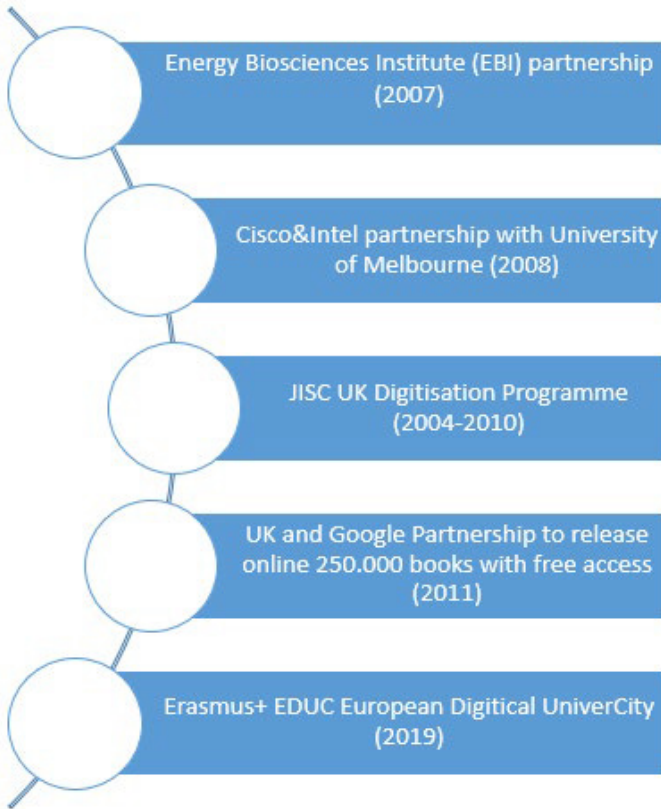 Energy Biosciences Institute (EBI) partnership
(2007)
Cisco&Intel partnership with University
of Melbourne (2008)
JISC UK Digitisation Programme
(2004-2010)
UK and Google Partnership to release
online 250.000 books with free access
(2011)
Erasmus+ EDUC European Digitical UniverCity
(2019)